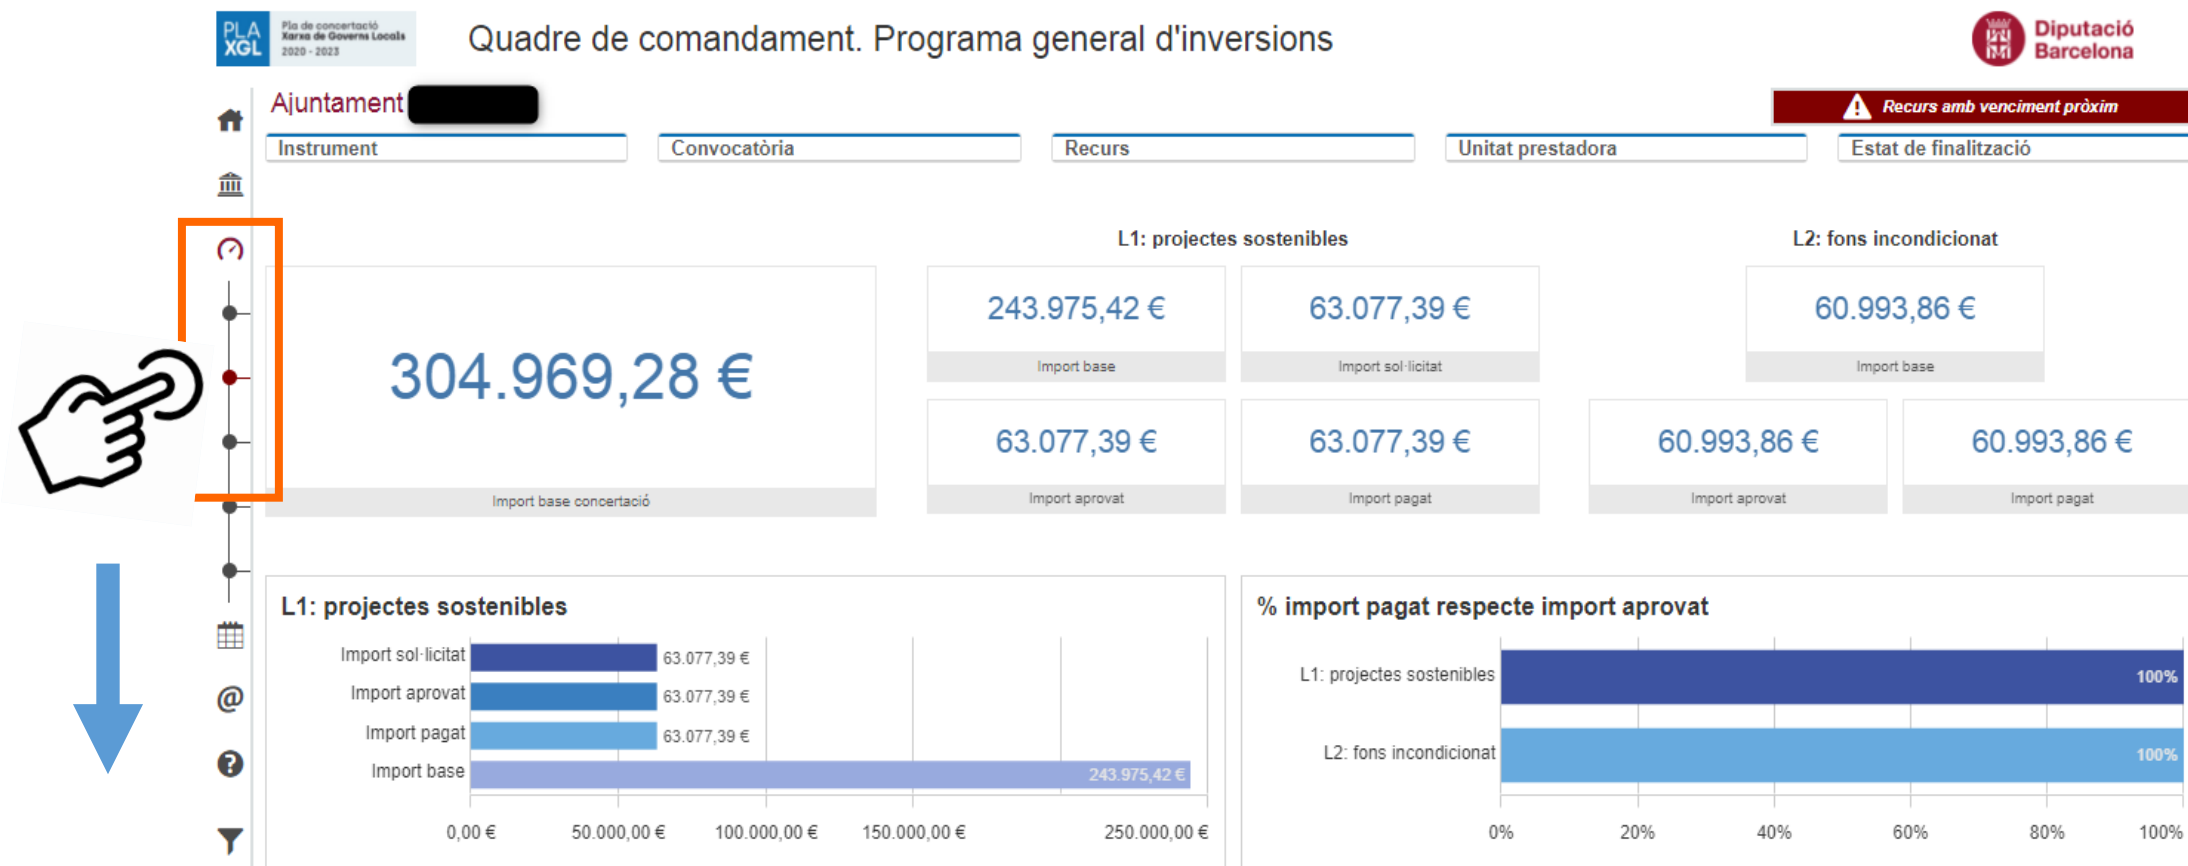 PLA XGL
Pla de concertació
Xarxa de Governs Locals
2020 - 2023
Quadre de comandament. Programa general d'inversions
Diputació
Barcelona
Ajuntament
Recurs amb venciment pròxim
Instrument
Convocatòria
Recurs
Unitat prestadora
Estat de finalització
L1: projectes sostenibles
L2: fons incondicionat
304.969,28 €
Import base concertació
243.975,42 €
Import base
63.077,39 €
Import sol·licitat
60.993,86 €
Import base
63.077,39 €
Import aprovat
63.077,39 €
Import pagat
60.993,86 €
Import aprovat
60.993,86 €
Import pagat
L1: projectes sostenibles
Import sol·licitat 63.077,39 €
Import aprovat 63.077,39 €
Import pagat 63.077,39 €
Import base 243.975,42 €
0,00 € 50.000,00 € 100.000,00 € 150.000,00 € 250.000,00 €
% import pagat respecte import aprovat
L1: projectes sostenibles 100%
L2: fons incondicionat 100%
0% 20% 40% 60% 80% 100%